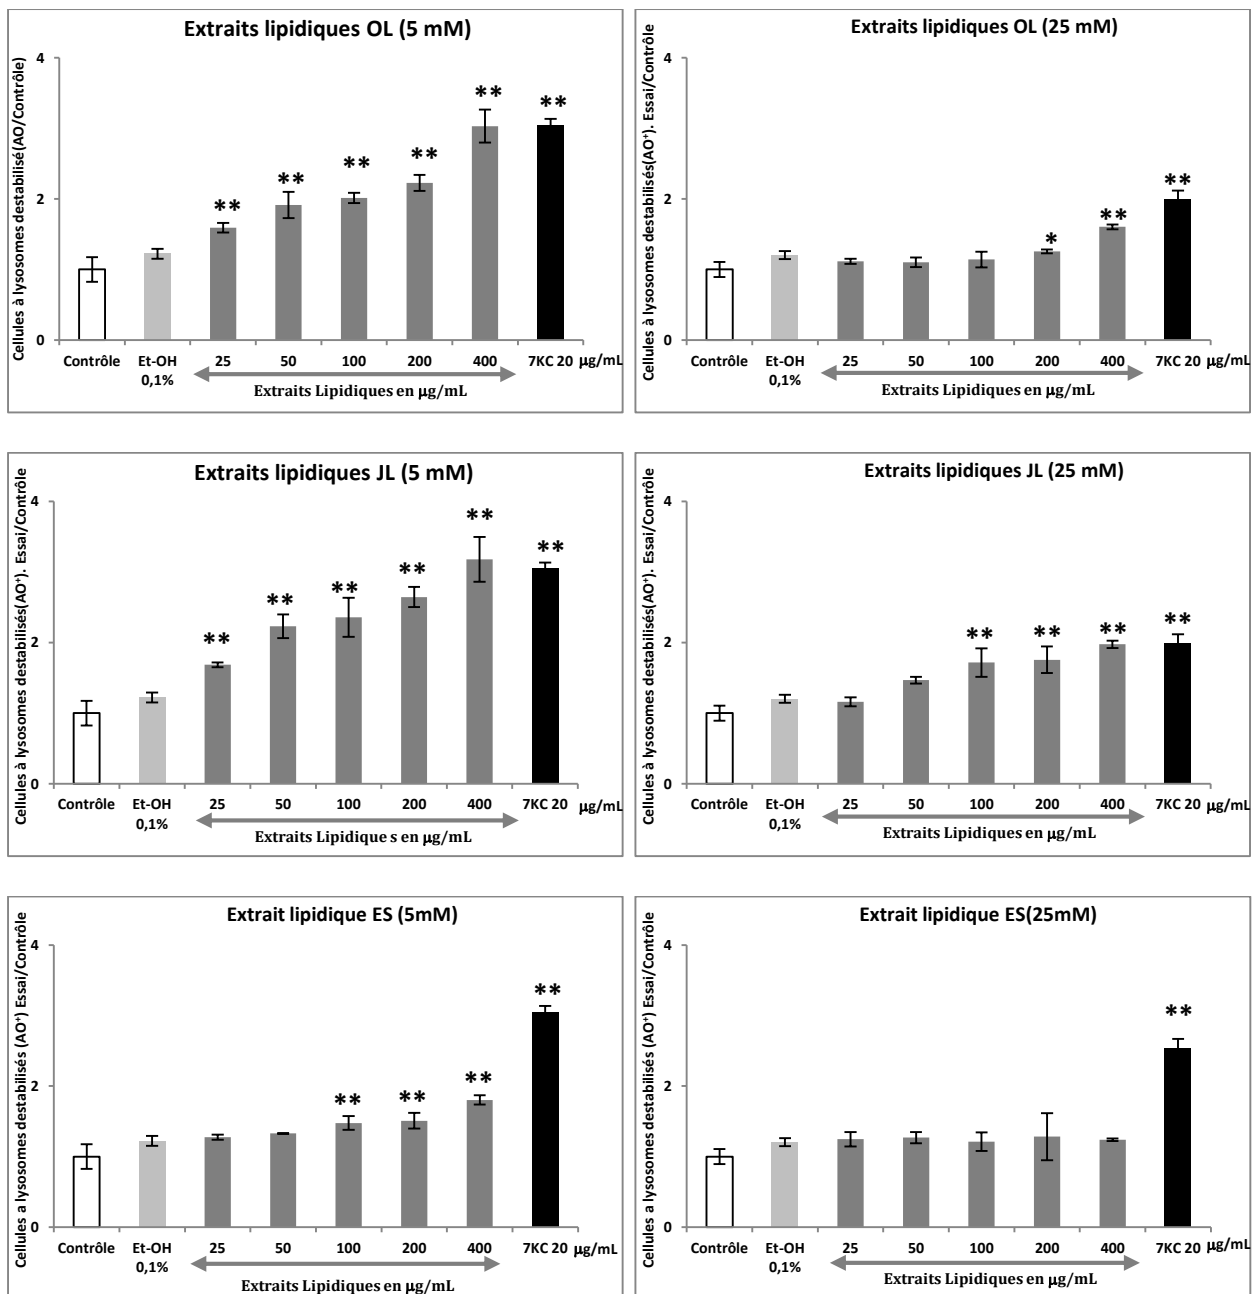 Extraits lipidiques OL (5 mM)
Cellules à lysosomes destabilisé(AO/Contrôle)
4
** ** ** ** ** **
2
0
Contrôle Et-OH 25 50 100 200 400 7KC 20 µg/mL
0,1%
Extraits Lipidiques en µg/mL
Extraits lipidiques OL (25 mM)
Cellules à lysosomes destabilisés(AO⁺). Essai/Contrôle
4
* ** **
2
0
Contrôle Et-OH 25 50 100 200 400 7KC 20 µg/mL
0,1%
Extraits Lipidiques en µg/mL
Extraits lipidiques JL (5 mM)
Cellules à lysosomes destabilisés(AO⁺). Essai/Contrôle
4
** ** ** ** ** **
2
0
Contrôle Et-OH 25 50 100 200 400 7KC 20 µg/mL
0,1%
Extraits Lipidique s en µg/mL
Extraits lipidiques JL (25 mM)
Cellules à lysosomes destabilisés(AO⁺). Essai/Contrôle
4
** ** ** **
2
0
Contrôle Et-OH 25 50 100 200 400 7KC 20 µg/mL
0,1%
Extraits Lipidiques en µg/mL
Extrait lipidique ES (5mM)
Cellules a lysosomes destabilisés (AO⁺) Essai/Contrôle
4
** ** ** **
2
0
Contrôle Et-OH 25 50 100 200 400 7KC 20 µg/mL
0,1%
Extraits Lipidiques en µg/mL
Extrait lipidique ES(25mM)
Cellules a lysosomes destabilisés (AO⁺) Essai/Contrôle
4
**
2
0
Contrôle Et-OH 25 50 100 200 400 7KC 20 µg/mL
0,1%
Extraits Lipidiques en µg/mL